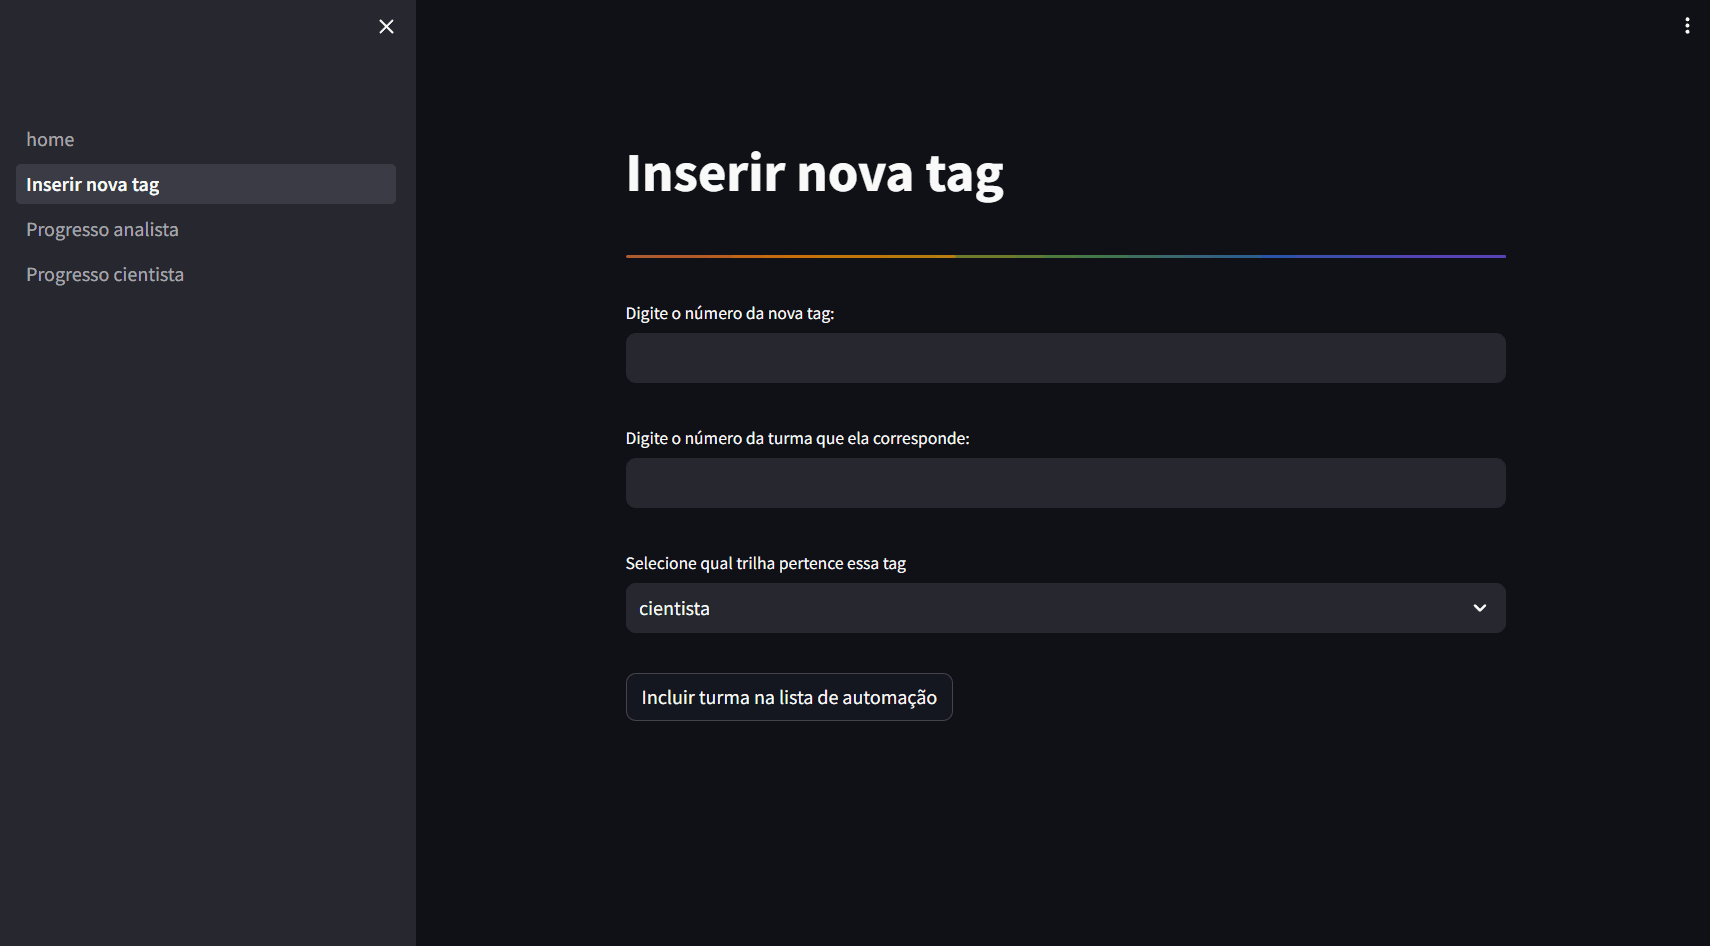 home
Inserir nova tag
Progresso analista
Progresso cientista
Inserir nova tag
Digite o número da nova tag:
Digite o número da turma que ela corresponde:
Selecione qual trilha pertence essa tag
cientista
Incluir turma na lista de automação